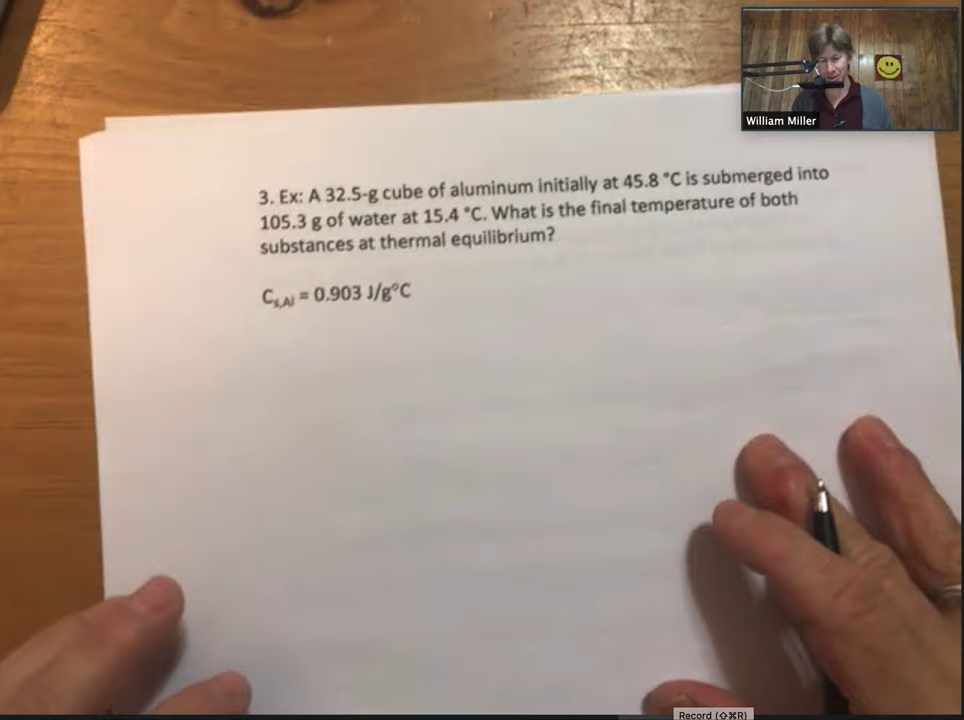 William Miller
3. Ex: A 32.5-g cube of aluminum initially at 45.8 °C is submerged into
105.3 g of water at 15.4 °C. What is the final temperature of both
substances at thermal equilibrium?
Cs,Al = 0.903 J/g°C
Record (⇧⌘R)